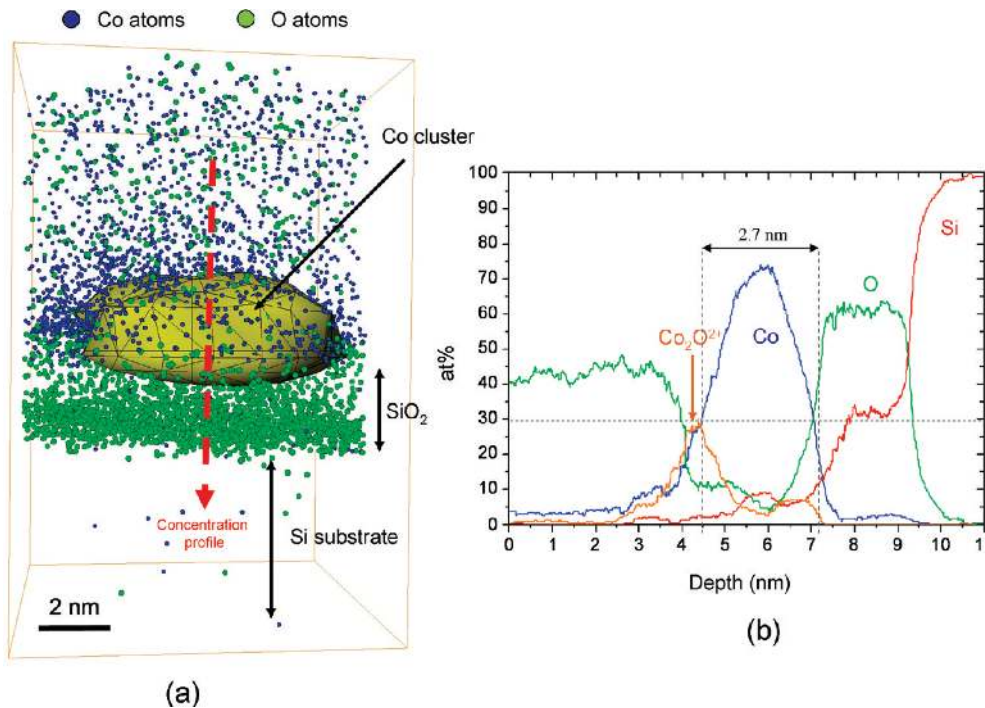 Co atoms
O atoms
Co cluster
SiO₂
Concentration
profile
Si substrate
2 nm
(a)
100
90
80
70
60
50
40
30
20
10
0
at%
2.7 nm
Si
O
Co₂O²⁺
Co
0 1 2 3 4 5 6 7 8 9 10 11
Depth (nm)
(b)